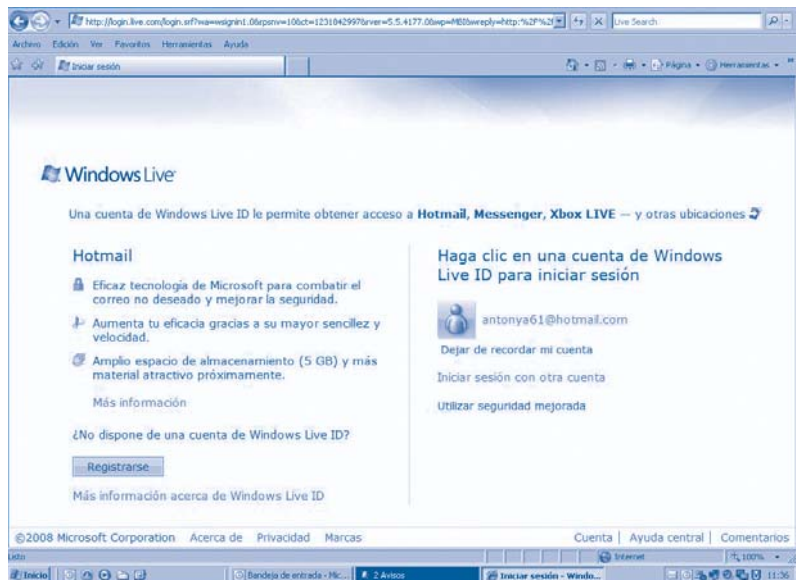 http://login.live.com/login.srf?wa=wsignin1.0&rpsnv=10&ct=1231042997&rver=5.5.4177.0&wp=MBI&wreply=http:%2F%2
Live Search
Archivo Edición Ver Favoritos Herramientas Ayuda
Iniciar sesión
Página
Herramientas
Windows Live
Una cuenta de Windows Live ID le permite obtener acceso a Hotmail, Messenger, Xbox LIVE — y otras ubicaciones
Hotmail
Eficaz tecnología de Microsoft para combatir el
correo no deseado y mejorar la seguridad.
Aumenta tu eficacia gracias a su mayor sencillez y
velocidad.
Amplio espacio de almacenamiento (5 GB) y más
material atractivo próximamente.
Más información
¿No dispone de una cuenta de Windows Live ID?
Registrarse
Más información acerca de Windows Live ID
Haga clic en una cuenta de Windows
Live ID para iniciar sesión
antonya61@hotmail.com
Dejar de recordar mi cuenta
Iniciar sesión con otra cuenta
Utilizar seguridad mejorada
©2008 Microsoft Corporation Acerca de Privacidad Marcas
Cuenta | Ayuda central | Comentarios
Listo
Internet
100%
Inicio
Bandeja de entrada - Mic...
2 Avisos
Iniciar sesión - Windo...
11:36